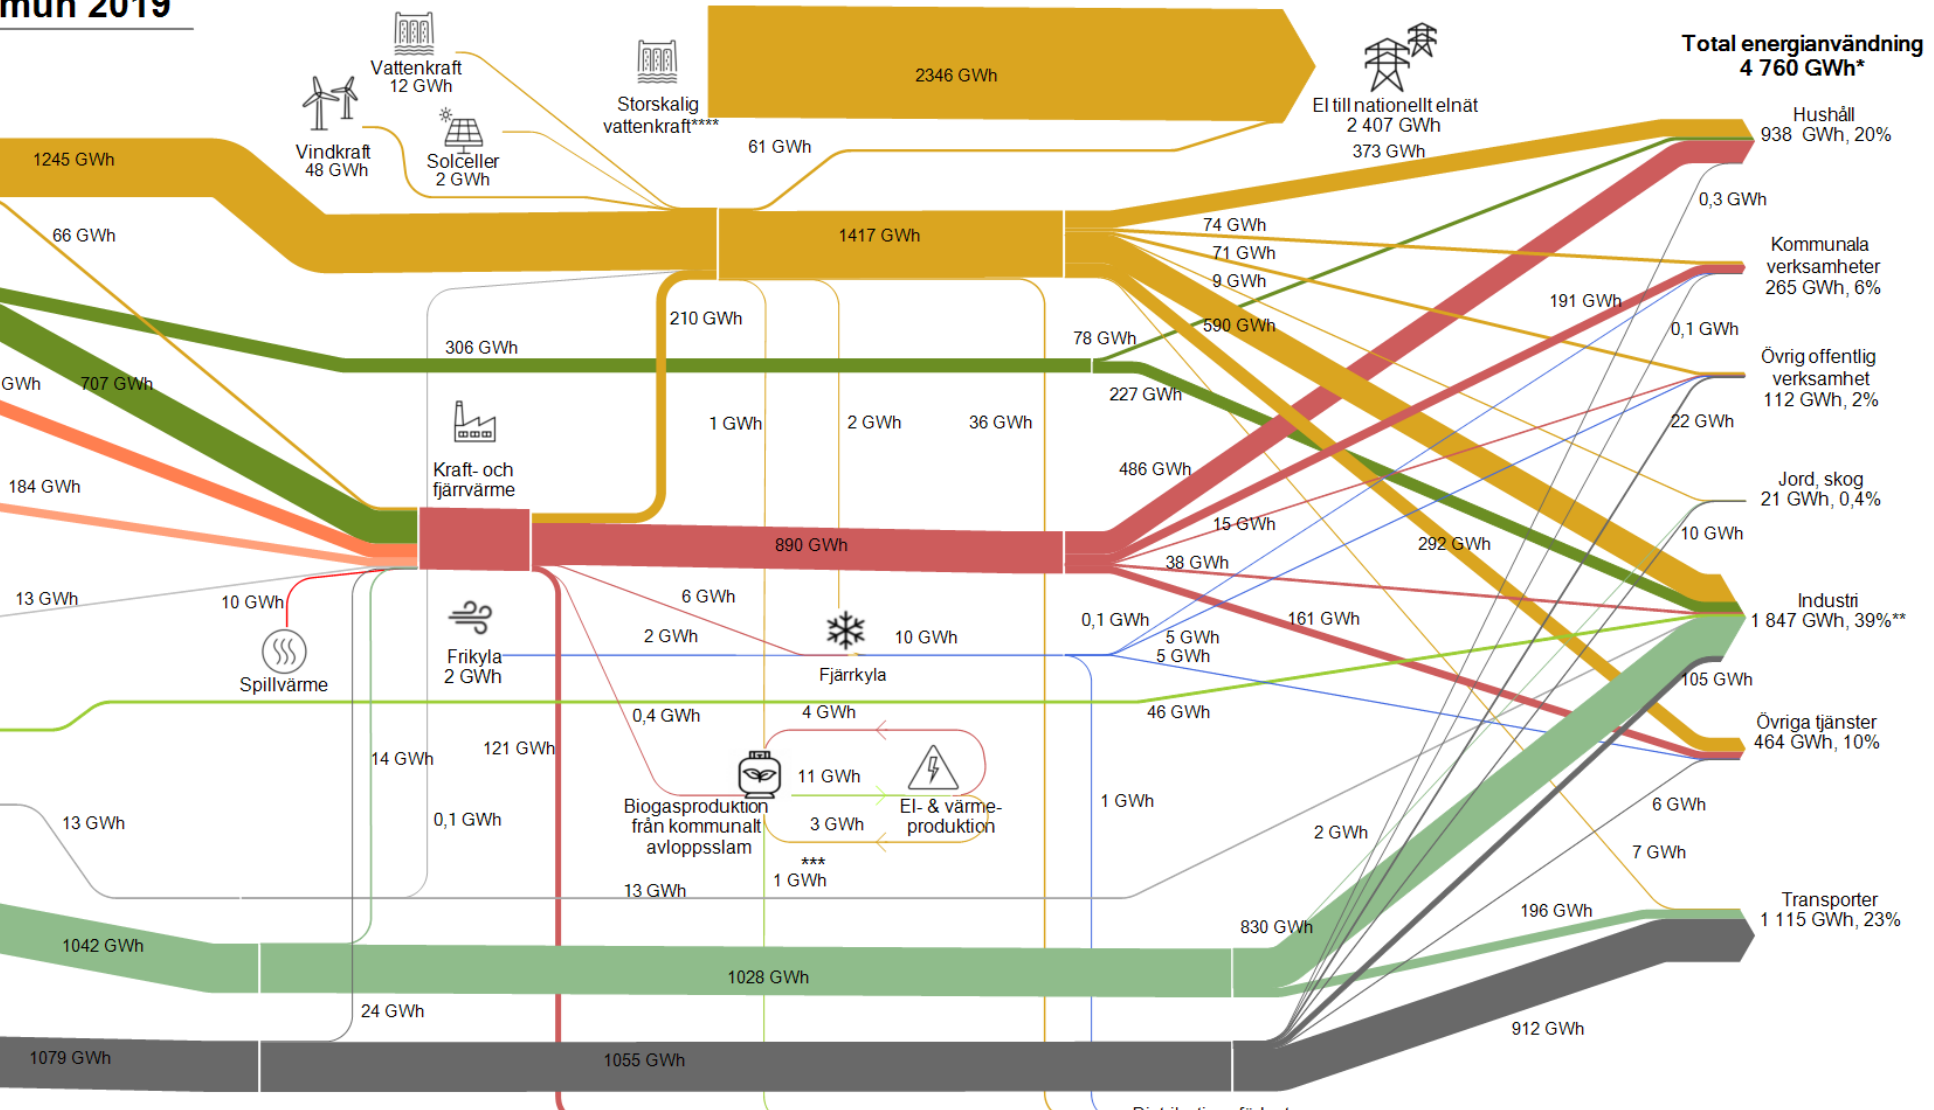 mun 2019
Vattenkraft
12 GWh
Vindkraft
48 GWh
Solceller
2 GWh
Storskalig
vattenkraft****
2346 GWh
61 GWh
El till nationellt elnät
2 407 GWh
Total energianvändning
4 760 GWh*
1245 GWh
66 GWh
1417 GWh
373 GWh
74 GWh
71 GWh
9 GWh
590 GWh
Hushåll
938 GWh, 20%
0,3 GWh
Kommunala
verksamheter
265 GWh, 6%
191 GWh
0,1 GWh
Övrig offentlig
verksamhet
112 GWh, 2%
22 GWh
210 GWh
306 GWh
78 GWh
227 GWh
GWh
707 GWh
184 GWh
Kraft- och
fjärrvärme
1 GWh
2 GWh
36 GWh
486 GWh
890 GWh
15 GWh
38 GWh
292 GWh
Jord, skog
21 GWh, 0,4%
10 GWh
13 GWh
10 GWh
Spillvärme
Frikyla
2 GWh
6 GWh
2 GWh
10 GWh
Fjärrkyla
0,1 GWh
5 GWh
5 GWh
161 GWh
Industri
1 847 GWh, 39%**
105 GWh
46 GWh
0,4 GWh
4 GWh
121 GWh
14 GWh
11 GWh
Biogasproduktion
från kommunalt
avloppsslam
El- & värme-
produktion
3 GWh
***
1 GWh
1 GWh
Övriga tjänster
464 GWh, 10%
6 GWh
2 GWh
7 GWh
13 GWh
0,1 GWh
13 GWh
Transporter
1 115 GWh, 23%
196 GWh
830 GWh
1042 GWh
1028 GWh
24 GWh
912 GWh
1079 GWh
1055 GWh